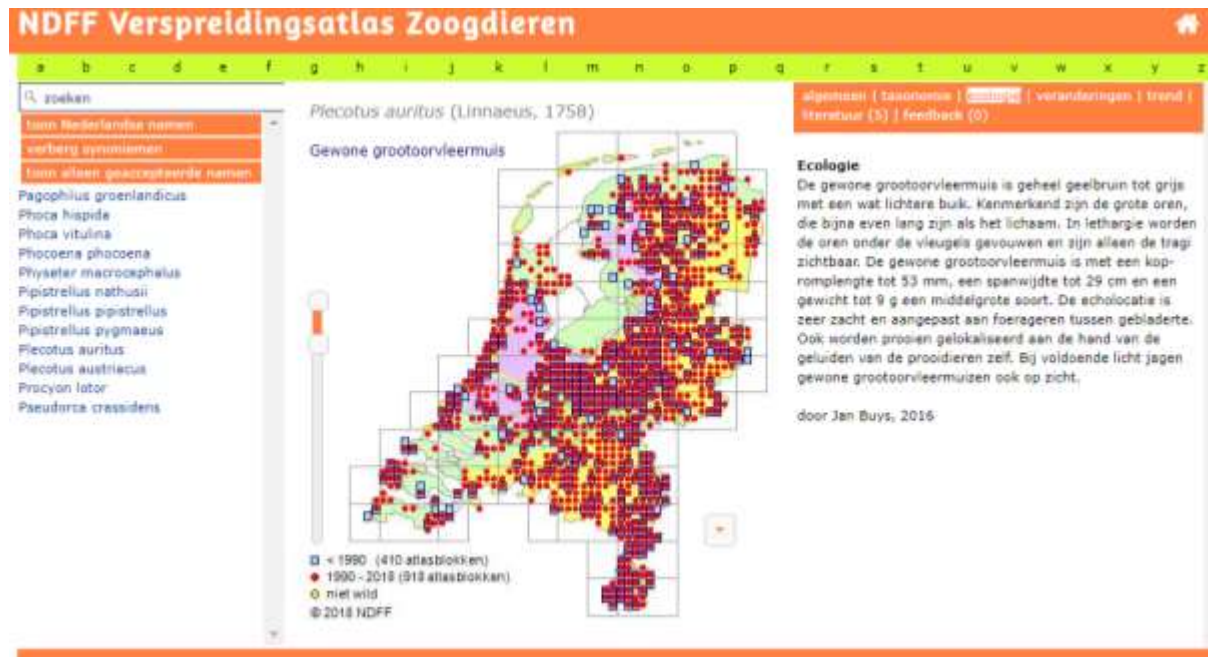 NDFF Verspreidingsatlas Zoogdieren
a b c d e f g h i j k l m n o p q r s t u v w x y z
zoeken
toon Nederlandse namen
verberg synoniemen
toon alleen geaccepteerde namen
Pagophilus groenlandicus
Phoca hispida
Phoca vitulina
Phocoena phocoena
Physeter macrocephalus
Pipistrellus nathusii
Pipistrellus pipistrellus
Pipistrellus pygmaeus
Plecotus auritus
Plecotus austriacus
Procyon lotor
Pseudorca crassidens
Plecotus auritus (Linnaeus, 1758)
Gewone grootoorvleermuis
< 1990 (410 atlasblokken)
1990 - 2018 (918 atlasblokken)
niet wild
© 2018 NDFF
algemeen | taxonomie | ecologie | veranderingen | trend |
literatuur (5) | feedback (0)
Ecologie
De gewone grootoorvleermuis is geheel geelbruin tot grijs
met een wat lichtere buik. Kenmerkend zijn de grote oren,
die bijna even lang zijn als het lichaam. In lethargie worden
de oren onder de vleugels gevouwen en zijn alleen de tragi
zichtbaar. De gewone grootoorvleermuis is met een kop-
romplengte tot 53 mm, een spanwijdte tot 29 cm en een
gewicht tot 9 g een middelgrote soort. De echolocatie is
zeer zacht en aangepast aan foerageren tussen gebladerte.
Ook worden prooien gelokaliseerd aan de hand van de
geluiden van de prooidieren zelf. Bij voldoende licht jagen
gewone grootoorvleermuizen ook op zicht.
door Jan Buys, 2016